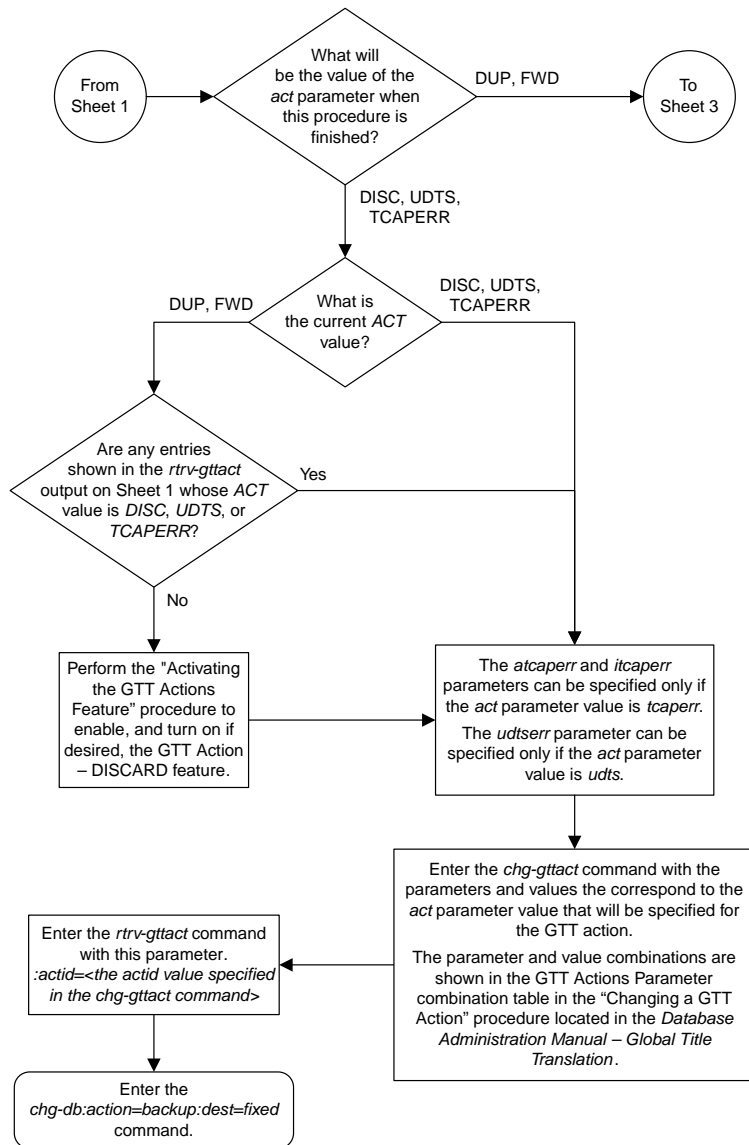 From
Sheet 1
What will
be the value of the
act parameter when
this procedure is
finished?
DUP, FWD
To
Sheet 3
DISC, UDTS,
TCAPERR
DUP, FWD
What is
the current ACT
value?
DISC, UDTS,
TCAPERR
Are any entries
shown in the rtrv-gttact
output on Sheet 1 whose ACT
value is DISC, UDTS, or
TCAPERR?
Yes
No
Perform the "Activating
the GTT Actions
Feature” procedure to
enable, and turn on if
desired, the GTT Action
– DISCARD feature.
The atcaperr and itcaperr
parameters can be specified only if
the act parameter value is tcaperr.
The udtserr parameter can be
specified only if the act parameter
value is udts.
Enter the chg-gttact command with the
parameters and values the correspond to the
act parameter value that will be specified for
the GTT action.
The parameter and value combinations are
shown in the GTT Actions Parameter
combination table in the “Changing a GTT
Action” procedure located in the Database
Administration Manual – Global Title
Translation.
Enter the rtrv-gttact command
with this parameter.
:actid=<the actid value specified
in the chg-gttact command>
Enter the
chg-db:action=backup:dest=fixed
command.